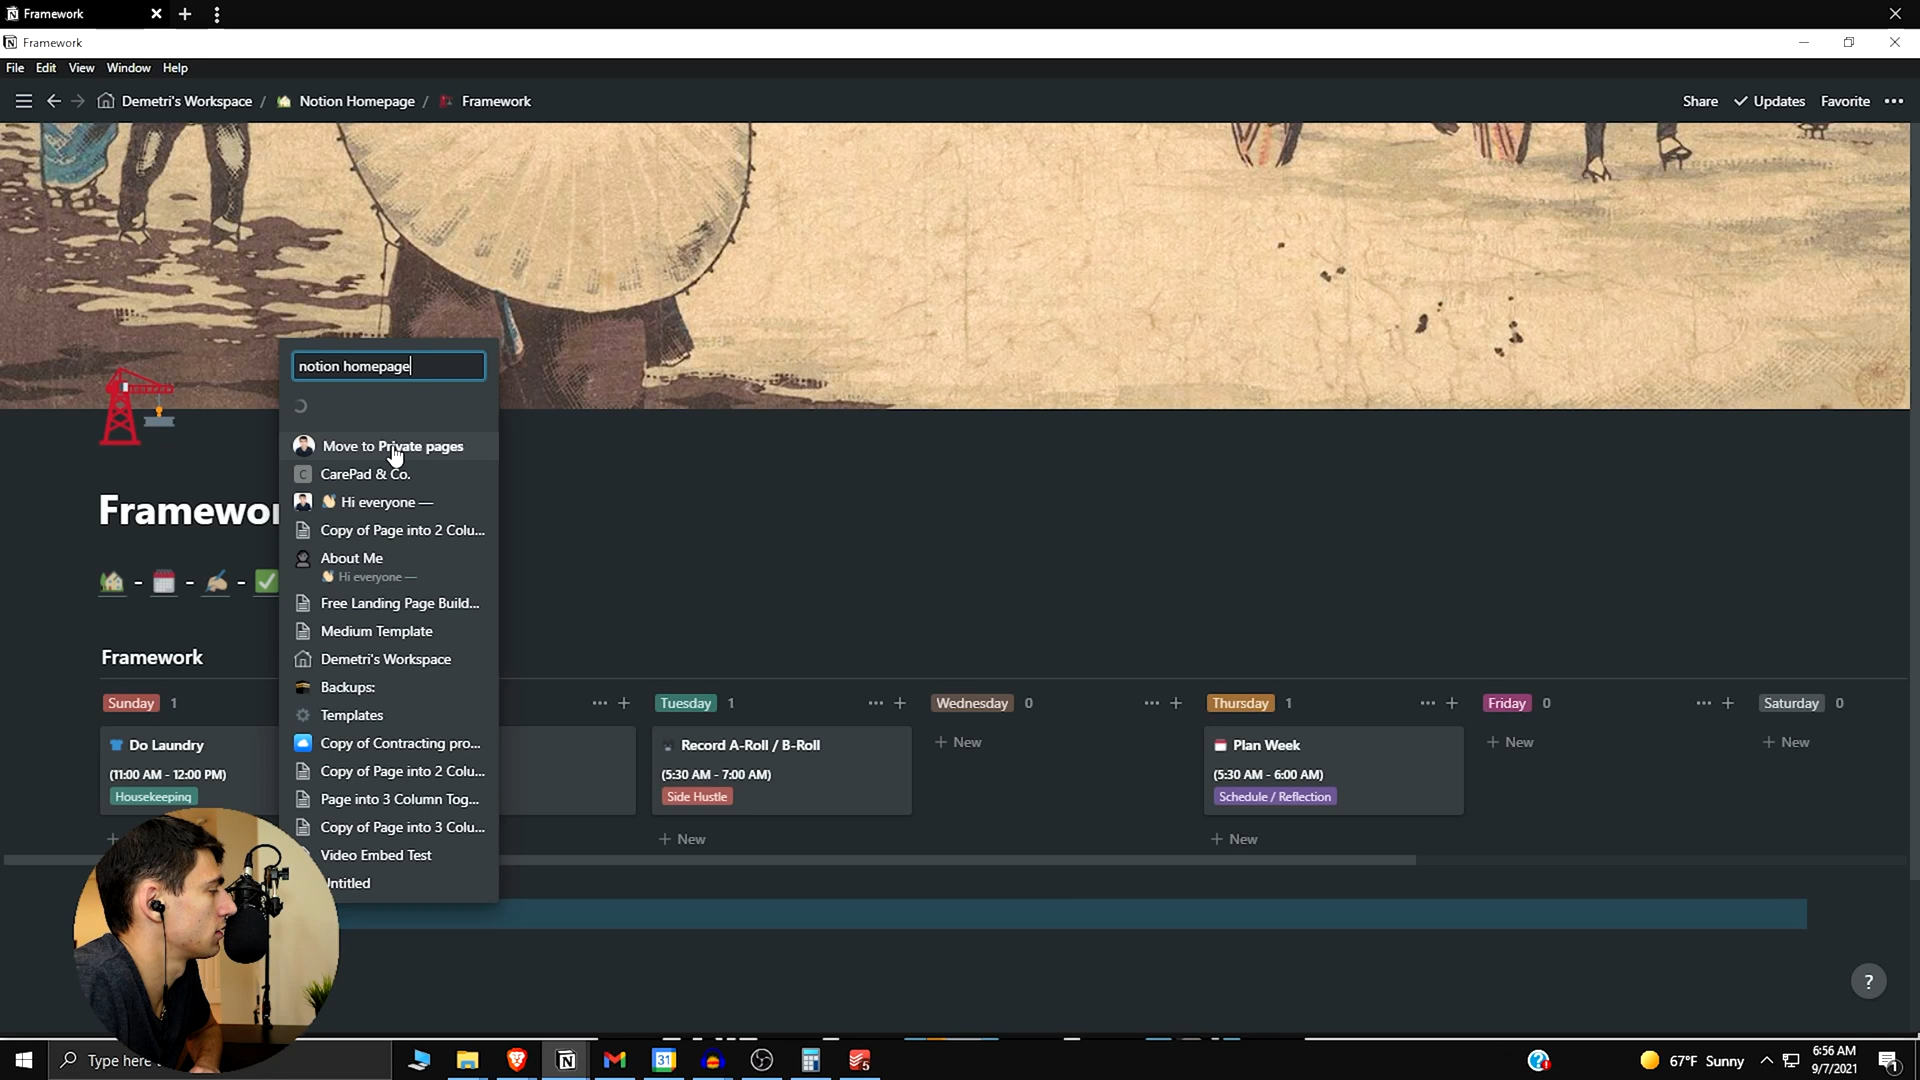 Framework
Framework
File Edit View Window Help
Demetri's Workspace / Notion Homepage / Framework
Share Updates Favorite
notion homepage
Move to Private pages
C CarePad & Co.
Hi everyone —
Copy of Page into 2 Colu...
About Me
Hi everyone —
Free Landing Page Build...
Medium Template
Demetri's Workspace
Backups:
Templates
Copy of Contracting pro...
Copy of Page into 2 Colu...
Page into 3 Column Tog...
Copy of Page into 3 Colu...
Video Embed Test
Untitled
Framewor
- - -
Framework
Sunday 1
Do Laundry
(11:00 AM - 12:00 PM)
Housekeeping
Tuesday 1
Record A-Roll / B-Roll
(5:30 AM - 7:00 AM)
Side Hustle
+ New
Wednesday 0
+ New
Thursday 1
Plan Week
(5:30 AM - 6:00 AM)
Schedule / Reflection
+ New
Friday 0
+ New
Saturday 0
+ New
?
Type here
31
5
67°F Sunny
6:56 AM
9/7/2021
1